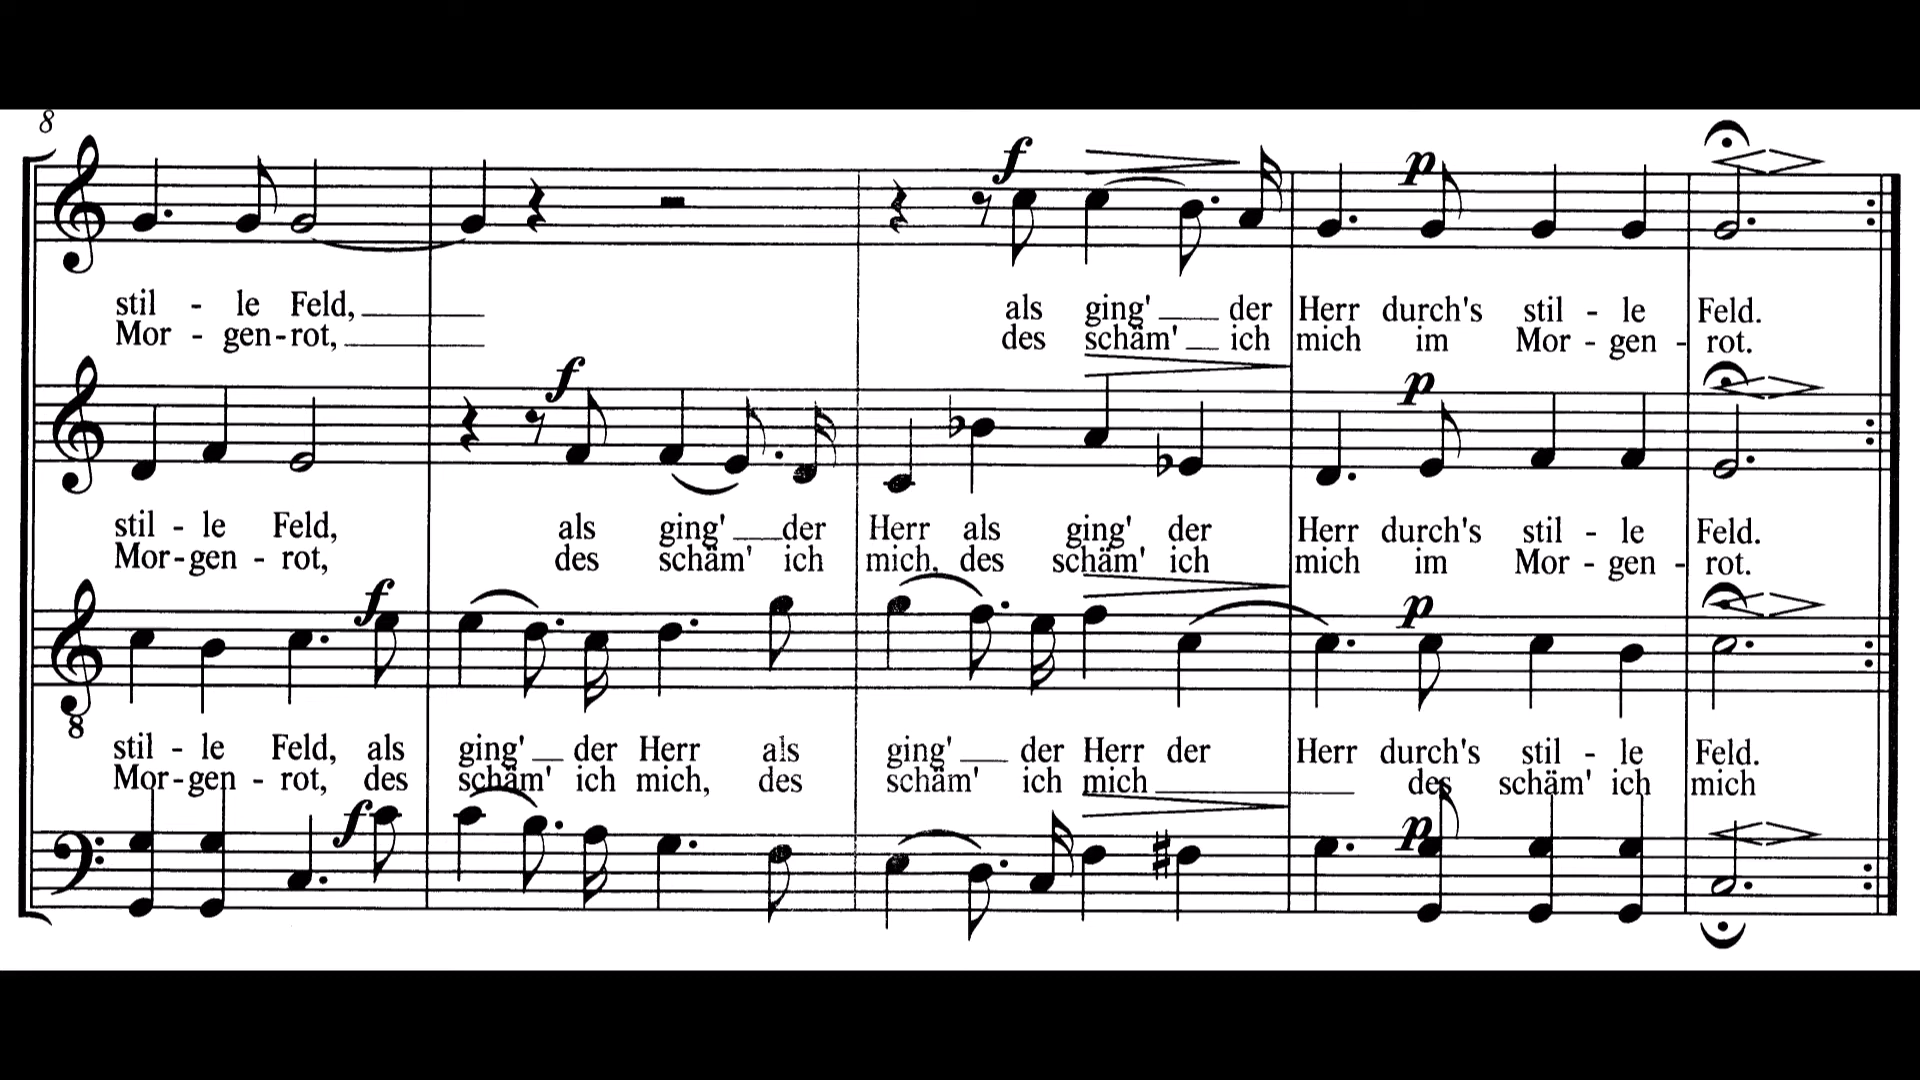 8
f
stil - le Feld, als ging' der Herr durch's stil - le Feld.
Mor - gen - rot, des schäm' ich mich im Mor - gen - rot.
f p
stil - le Feld, als ging' der Herr als ging' der Herr durch's stil - le Feld.
Mor - gen - rot, des schäm' ich mich, des schäm' ich mich im Mor - gen - rot.
f p
8
stil - le Feld, als ging' der Herr als ging' der Herr der Herr durch's stil - le Feld.
Mor - gen - rot, des schäm' ich mich, des schäm' ich mich des schäm' ich mich
f p